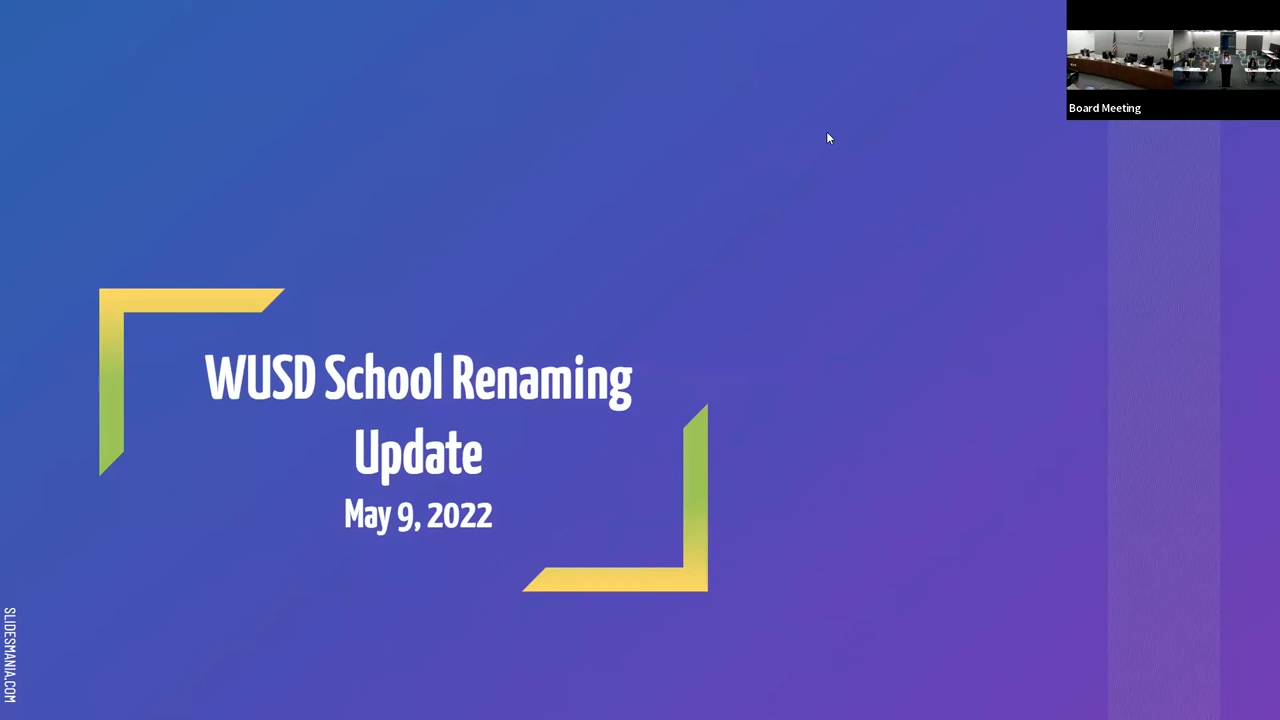 Board Meeting
WUSD School Renaming
Update
May 9, 2022
SLIDESMANIA.COM